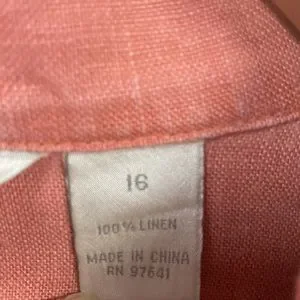 16
100% LINEN
MADE IN CHINA
RN 97641